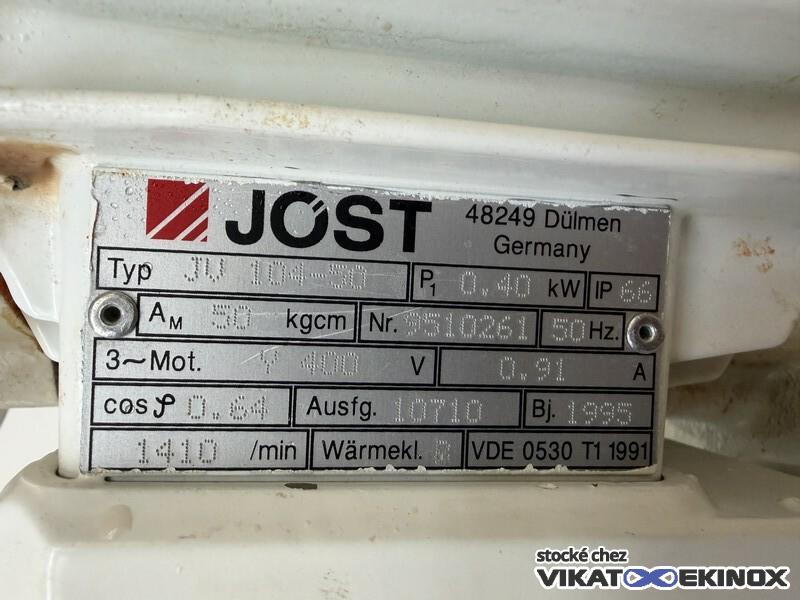 JÖST
48249 Dülmen
Germany
Typ JV 104-50 P1 0.40 kW IP 66
AM 50 kgcm Nr. 9510261 50 Hz.
3~Mot. Y 400 V 0.91 A
cosφ 0.64 Ausfg. 10710 Bj. 1995
1410 /min Wärmekl. VDE 0530 T1 1991
stocké chez
VIKAT EKINOX